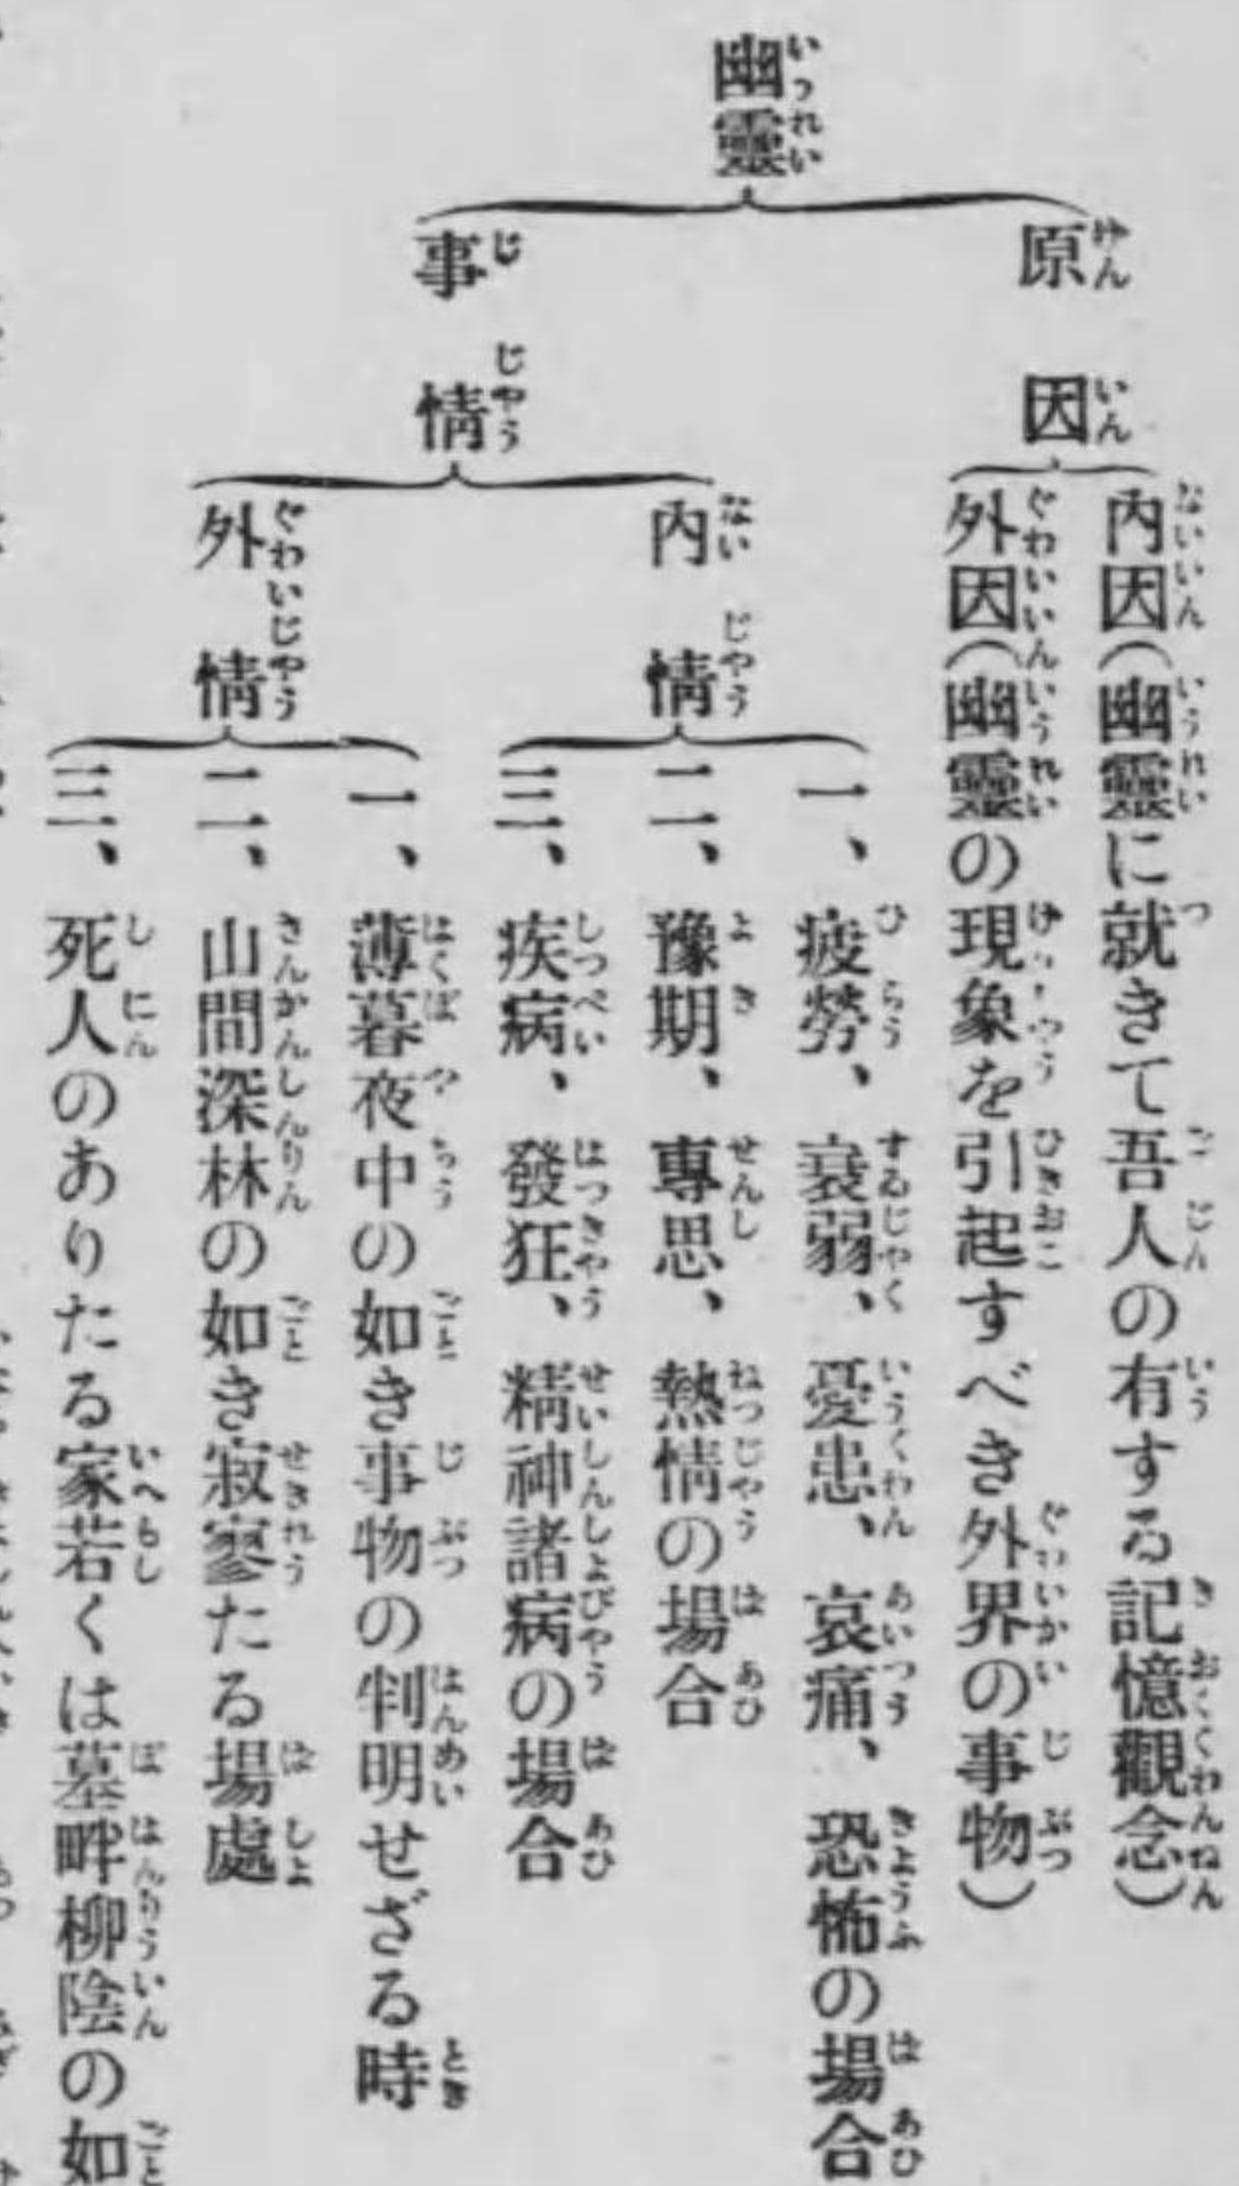 幽靈
原因
內因(幽靈に就きて吾人の有する記憶觀念)
外因(幽靈の現象を引起すべき外界の事物)
事情
內情
一、疲勞、衰弱、憂患、哀痛、恐怖の場合
二、豫期、專思、熱情の場合
三、疾病、發狂、精神諸病の場合
外情
一、薄暮夜中の如き事物の判明せざる時
二、山間深林の如き寂寥たる場處
三、死人のありたる家若くは墓畔柳陰の如